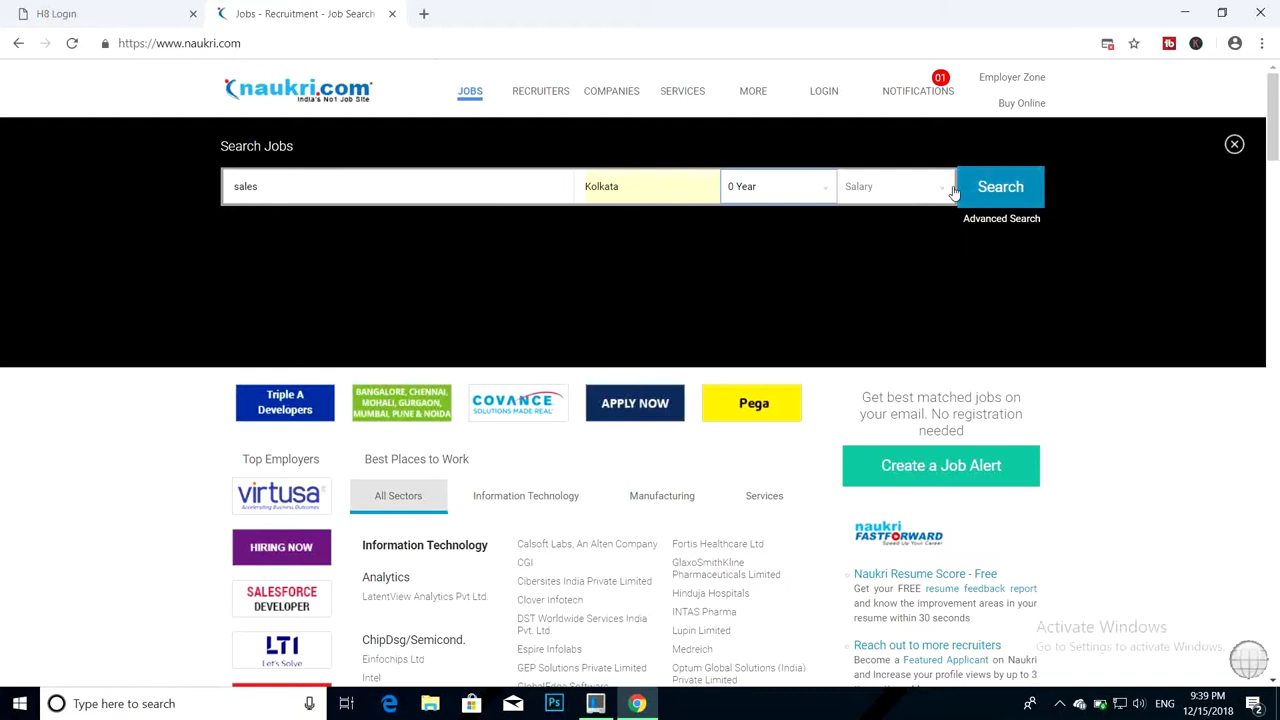 H8 Login
Jobs - Recruitment - Job Search
https://www.naukri.com
naukri.com
India's No1 Job Site
JOBS
RECRUITERS
COMPANIES
SERVICES
MORE
LOGIN
NOTIFICATIONS
01
Employer Zone
Buy Online
Search Jobs
sales
Kolkata
0 Year
Salary
Search
Advanced Search
Triple A
Developers
BANGALORE, CHENNAI,
MOHALI, GURGAON,
MUMBAI, PUNE & NOIDA
COVANCE
SOLUTIONS MADE REAL
APPLY NOW
Pega
Get best matched jobs on
your email. No registration
needed
Create a Job Alert
Top Employers
Best Places to Work
virtusa
Accelerating Business Outcomes
HIRING NOW
SALESFORCE
DEVELOPER
LTI
Let's Solve
All Sectors
Information Technology
Manufacturing
Services
Information Technology
Analytics
LatentView Analytics Pvt Ltd.
ChipDsg/Semicond.
Einfochips Ltd
Intel
Calsoft Labs, An Alten Company
CGI
Cibersites India Private Limited
Clover Infotech
DST Worldwide Services India
Pvt. Ltd.
Espire Infolabs
GEP Solutions Private Limited
GlobalEdge Software
Fortis Healthcare Ltd
GlaxoSmithKline
Pharmaceuticals Limited
Hinduja Hospitals
INTAS Pharma
Lupin Limited
Medreich
Optum Global Solutions (India)
Private Limited
naukri
FASTFORWARD
Speed Up Your Career
Naukri Resume Score - Free
Get your FREE resume feedback report
and know the improvement areas in your
resume within 30 seconds
Reach out to more recruiters
Become a Featured Applicant on Naukri
and Increase your profile views by up to 3
Activate Windows
Go to Settings to activate Windows.
Type here to search
ENG
9:39 PM
12/15/2018
2